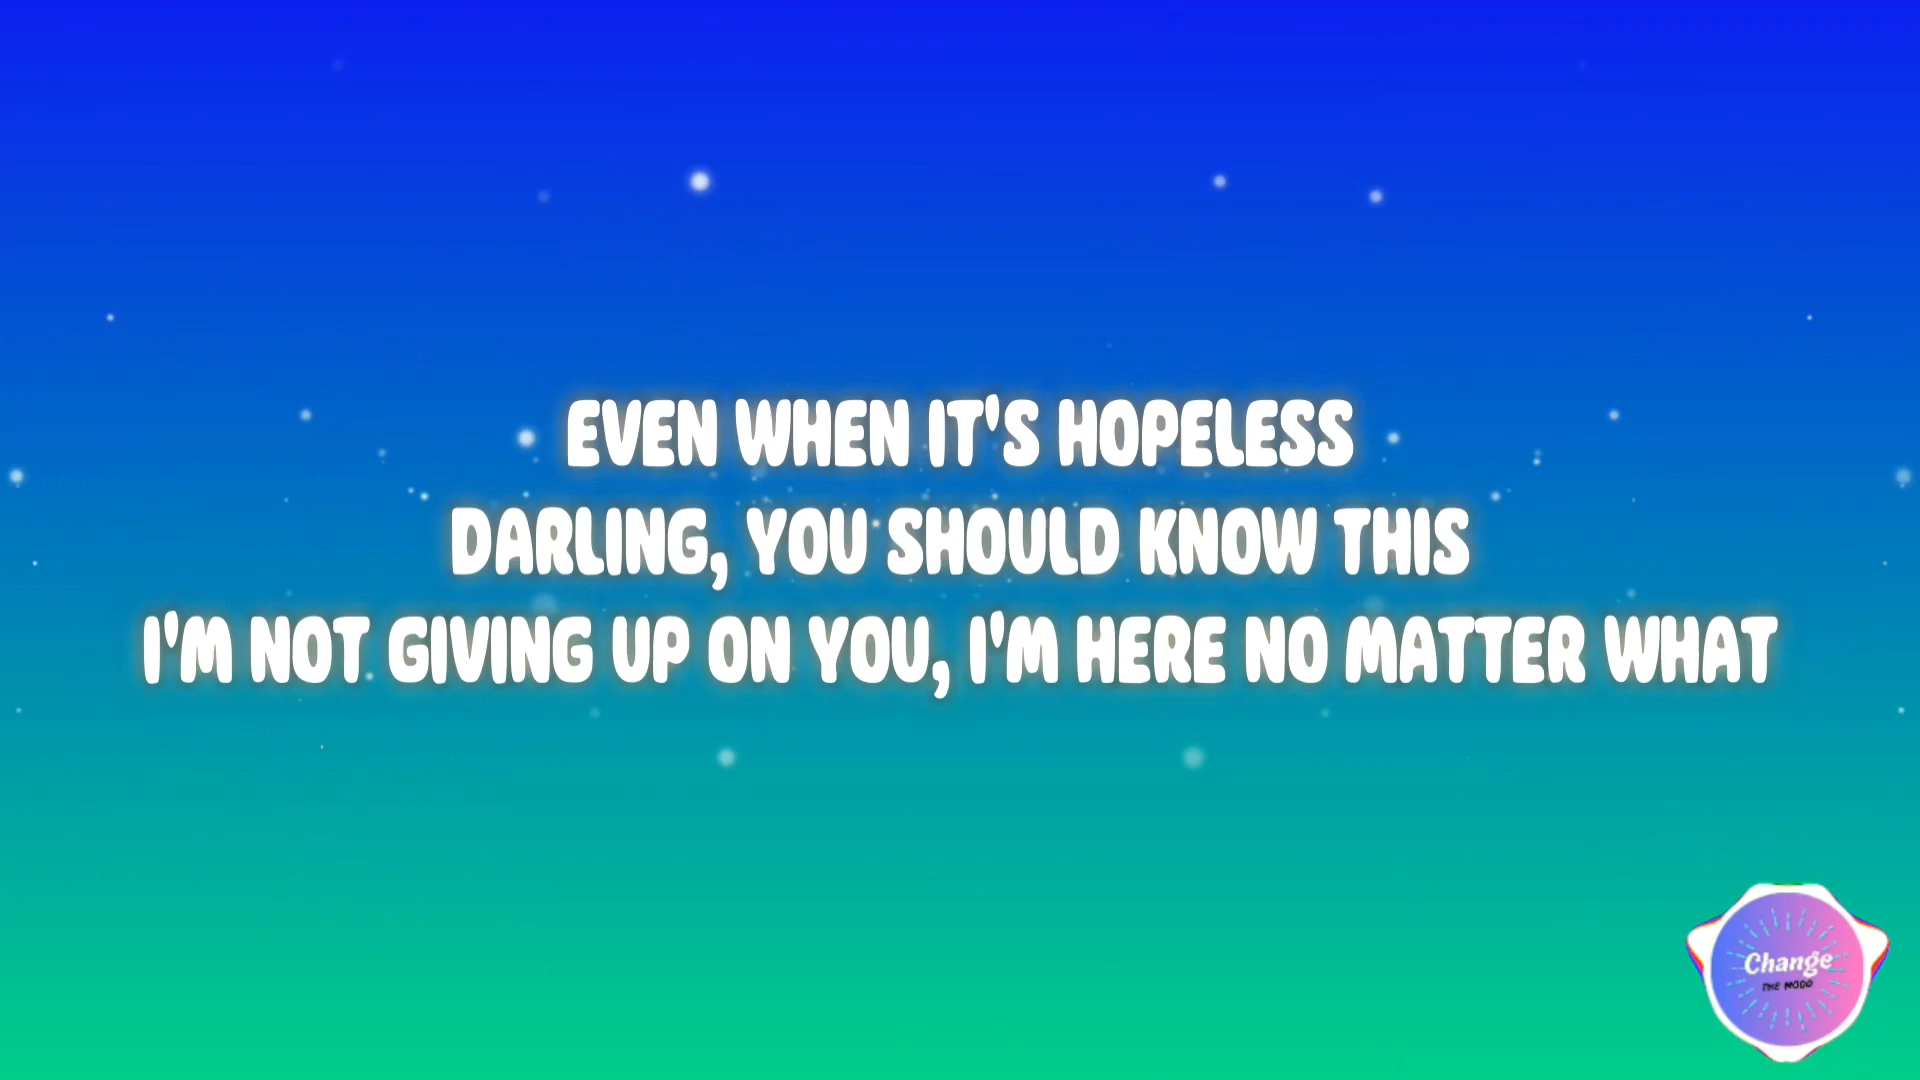 EVEN WHEN IT'S HOPELESS
DARLING, YOU SHOULD KNOW THIS
I'M NOT GIVING UP ON YOU, I'M HERE NO MATTER WHAT
Change
THE MOOD